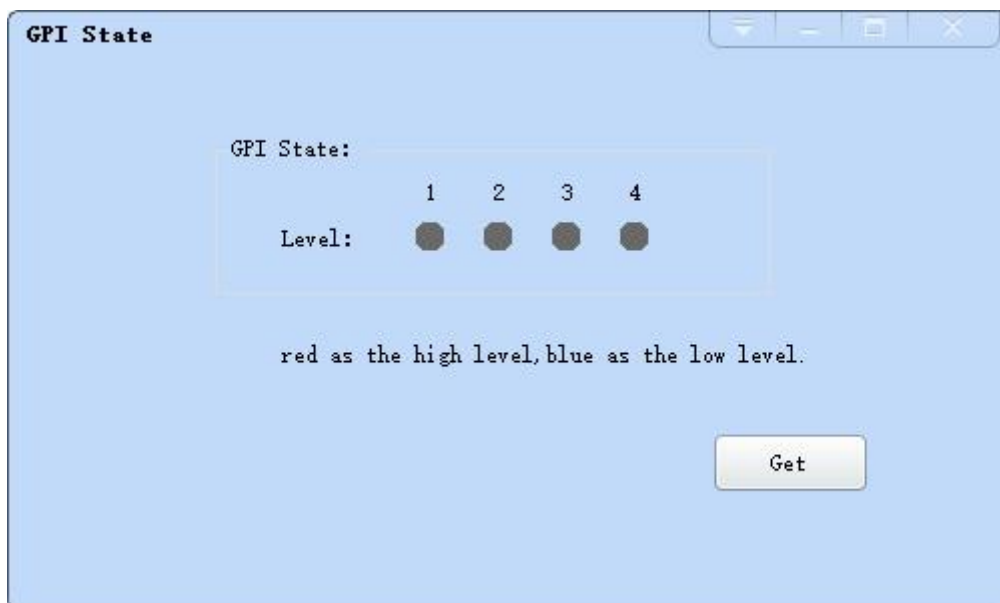 GPI State
GPI State:
1 2 3 4
Level:
red as the high level,blue as the low level.
Get